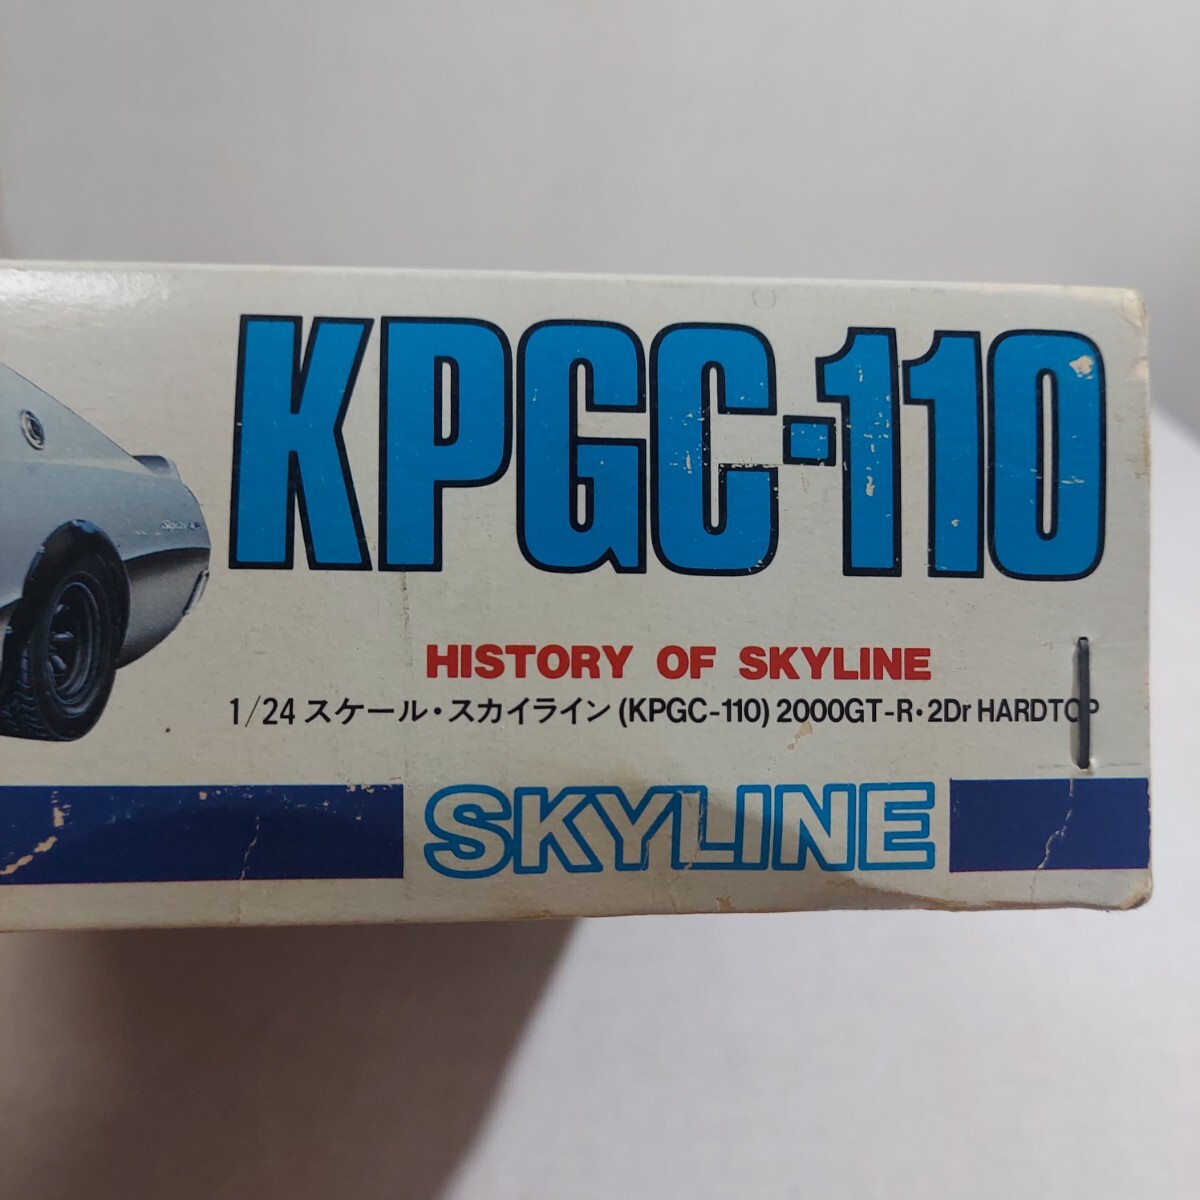 KPGC-110
HISTORY OF SKYLINE
1/24 スケール・スカイライン (KPGC-110) 2000GT-R・2Dr HARDTOP
SKYLINE